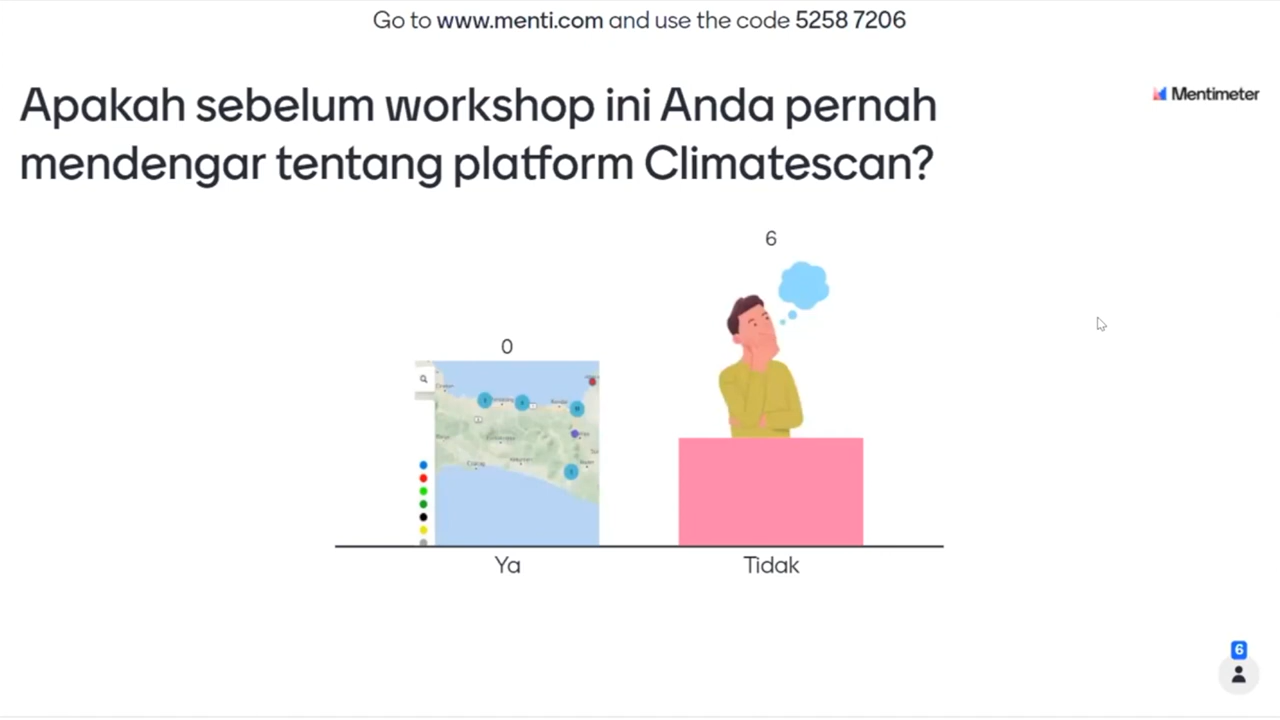 Go to www.menti.com and use the code 5258 7206
Apakah sebelum workshop ini Anda pernah
mendengar tentang platform Climatescan?
Mentimeter
6
0
Ya
Tidak
6